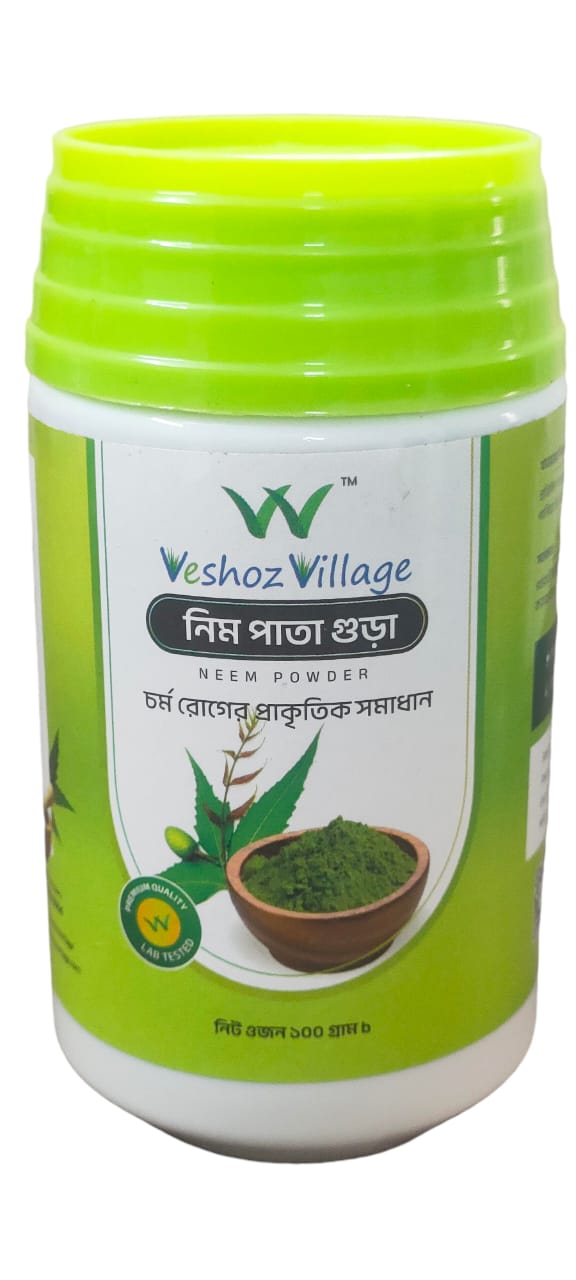 TM
Veshoz Village
নিম পাতা গুড়া
NEEM POWDER
চর্ম রোগের প্রাকৃতিক সমাধান
PREMIUM QUALITY
LAB TESTED
নিট ওজন ১০০ গ্রাম b